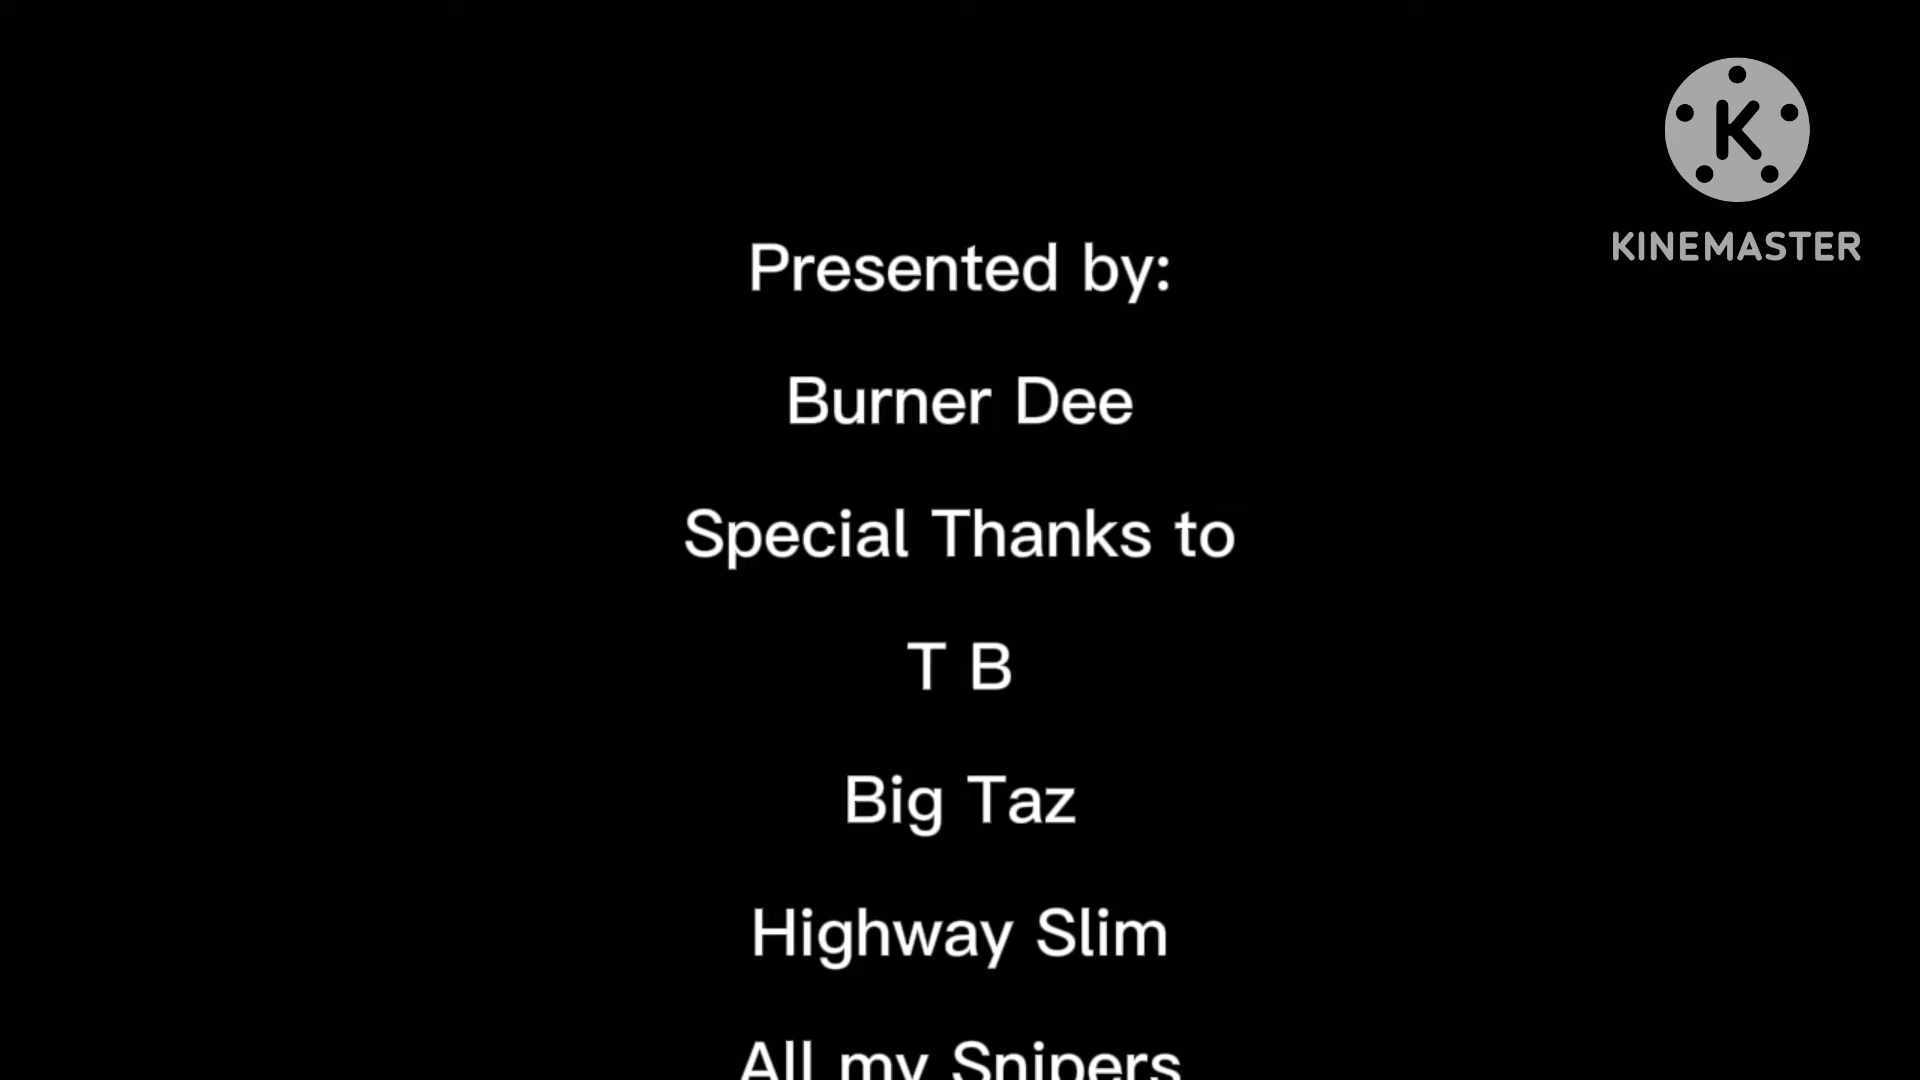 K
KINEMASTER
Presented by:
Burner Dee
Special Thanks to
T B
Big Taz
Highway Slim
All my Snipers